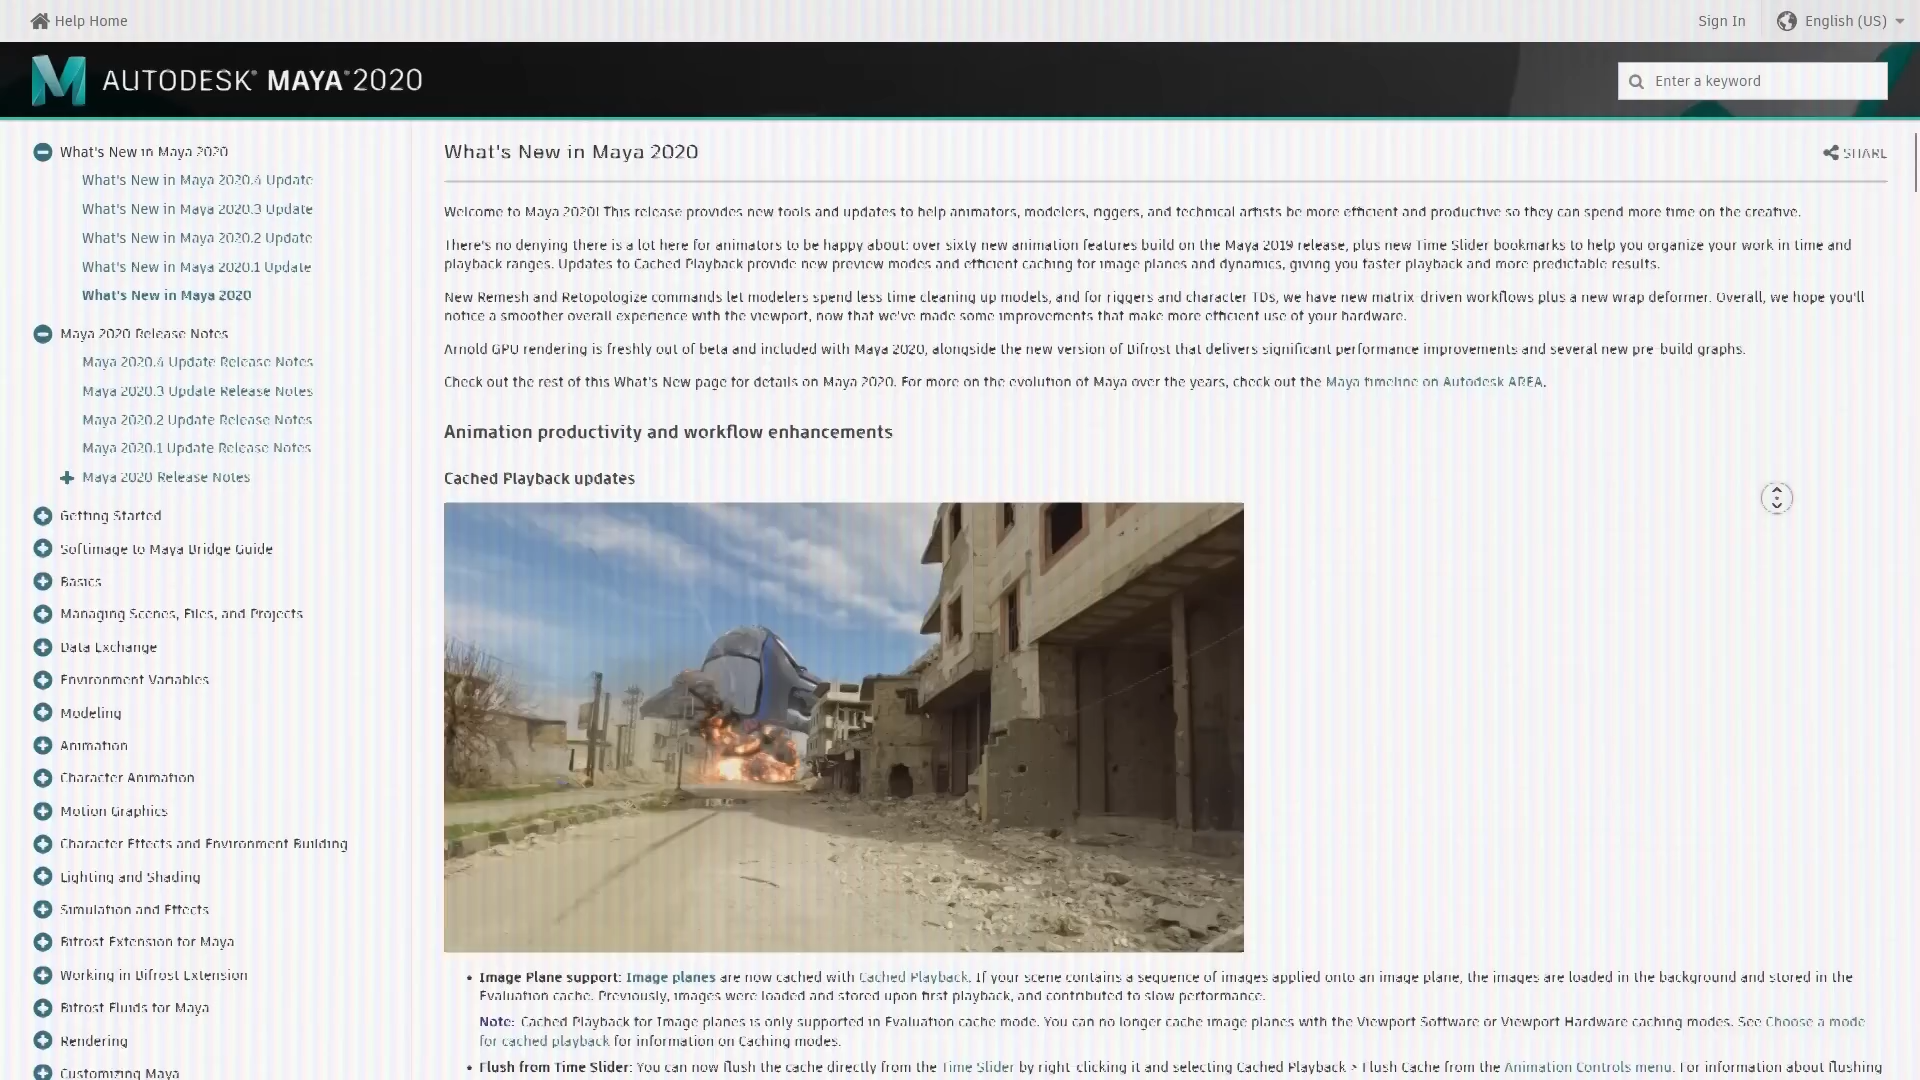 Help Home
Sign In
English (US)
AUTODESK® MAYA® 2020
Enter a keyword
What's New in Maya 2020
What's New in Maya 2020.4 Update
What's New in Maya 2020.3 Update
What's New in Maya 2020.2 Update
What's New in Maya 2020.1 Update
What's New in Maya 2020
Maya 2020 Release Notes
Maya 2020.4 Update Release Notes
Maya 2020.3 Update Release Notes
Maya 2020.2 Update Release Notes
Maya 2020.1 Update Release Notes
Maya 2020 Release Notes
Getting Started
Softimage to Maya Bridge Guide
Basics
Managing Scenes, Files, and Projects
Data Exchange
Environment Variables
Modeling
Animation
Character Animation
Motion Graphics
Character Effects and Environment Building
Lighting and Shading
Simulation and Effects
Bifrost Extension for Maya
Working in Bifrost Extension
Bifrost Fluids for Maya
Rendering
Customizing Maya
What's New in Maya 2020
SHARE
Welcome to Maya 2020! This release provides new tools and updates to help animators, modelers, riggers, and technical artists be more efficient and productive so they can spend more time on the creative.
There's no denying there is a lot here for animators to be happy about: over sixty new animation features build on the Maya 2019 release, plus new Time Slider bookmarks to help you organize your work in time and
playback ranges. Updates to Cached Playback provide new preview modes and efficient caching for image planes and dynamics, giving you faster playback and more predictable results.
New Remesh and Retopologize commands let modelers spend less time cleaning up models, and for riggers and character TDs, we have new matrix-driven workflows plus a new wrap deformer. Overall, we hope you'll
notice a smoother overall experience with the viewport, now that we've made some improvements that make more efficient use of your hardware.
Arnold GPU rendering is freshly out of beta and included with Maya 2020, alongside the new version of Bifrost that delivers significant performance improvements and several new pre-build graphs.
Check out the rest of this What's New page for details on Maya 2020. For more on the evolution of Maya over the years, check out the Maya timeline on Autodesk AREA.
Animation productivity and workflow enhancements
Cached Playback updates
• Image Plane support: Image planes are now cached with Cached Playback. If your scene contains a sequence of images applied onto an image plane, the images are loaded in the background and stored in the
Evaluation cache. Previously, images were loaded and stored upon first playback, and contributed to slow performance.
Note: Cached Playback for Image planes is only supported in Evaluation cache mode. You can no longer cache image planes with the Viewport Software or Viewport Hardware caching modes. See Choose a mode
for cached playback for information on Caching modes.
• Flush from Time Slider: You can now flush the cache directly from the Time Slider by right-clicking it and selecting Cached Playback > Flush Cache from the Animation Controls menu. For information about flushing